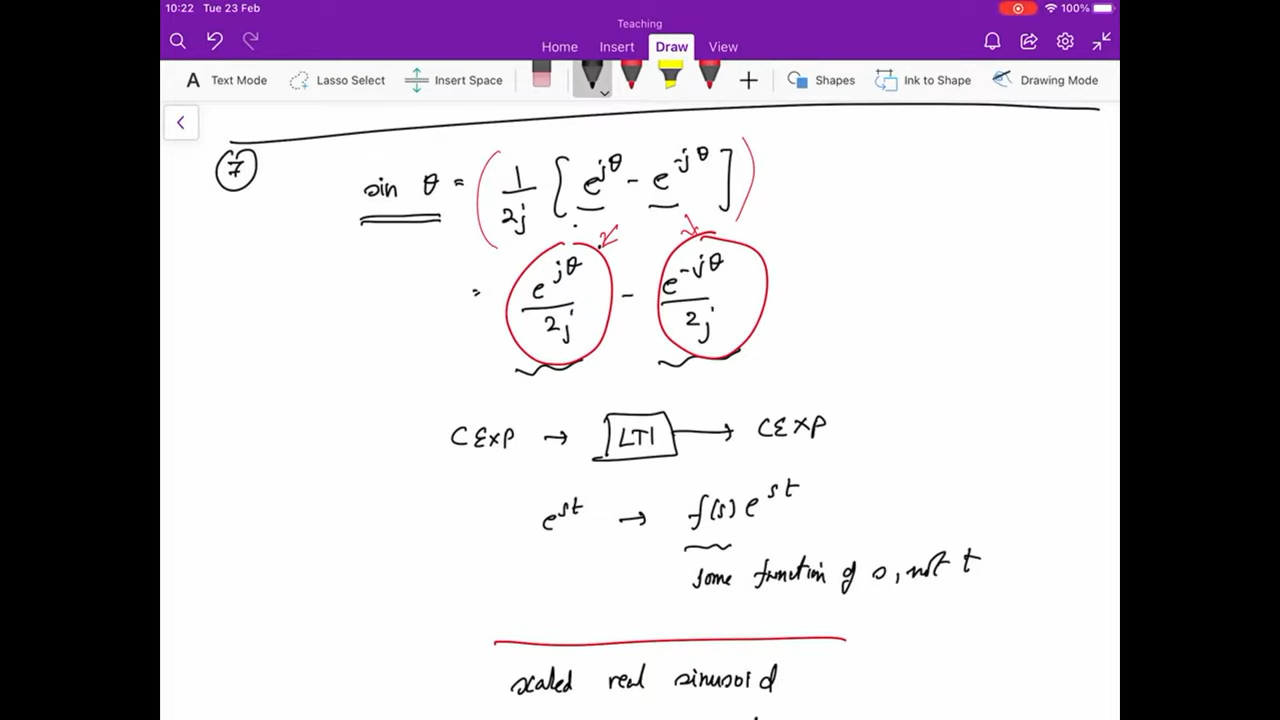 10:22 Tue 23 Feb 100%
Teaching
Home Insert Draw View
Text Mode Lasso Select Insert Space Shapes Ink to Shape Drawing Mode
7
sin θ = ( 1/2j [ e^jθ - e^-jθ ] )
= e^jθ/2j - e^-jθ/2j
CEXP → LTI → CEXP
e^st → f(s) e^st
some function of s, not t
scaled real sinusoid